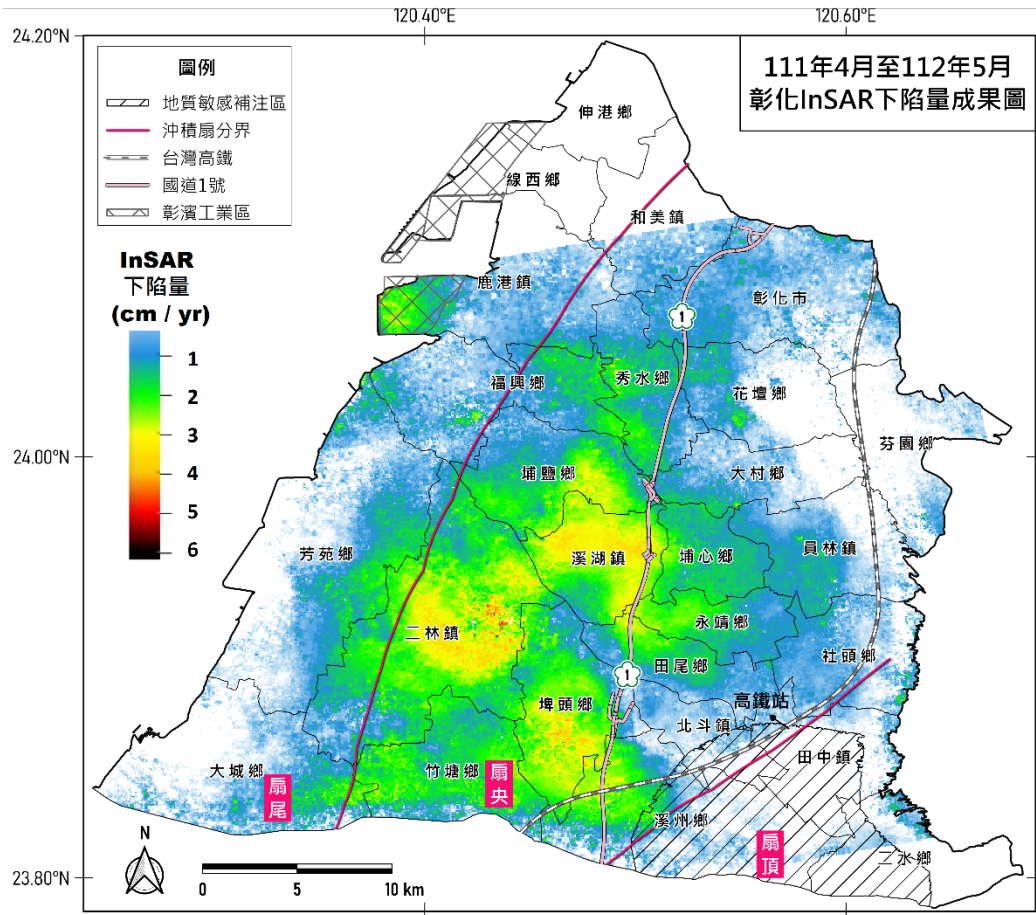 120.40°E
120.60°E
24.20°N
24.00°N
23.80°N
111年4月至112年5月
彰化InSAR下陷量成果圖
圖例
地質敏感補注區
沖積扇分界
台灣高鐵
國道1號
彰濱工業區
InSAR
下陷量
(cm / yr)
1
2
3
4
5
6
伸港鄉
線西鄉
和美鎮
鹿港鎮
彰化市
1
福興鄉
秀水鄉
花壇鄉
芬園鄉
埔鹽鄉
大村鄉
芳苑鄉
溪湖鎮
埔心鄉
員林鎮
二林鎮
永靖鄉
田尾鄉
社頭鄉
1
埤頭鄉
北斗鎮
高鐵站
田中鎮
大城鄉
竹塘鄉
扇尾
扇央
溪州鄉
扇頂
二水鄉
N
0
5
10 km